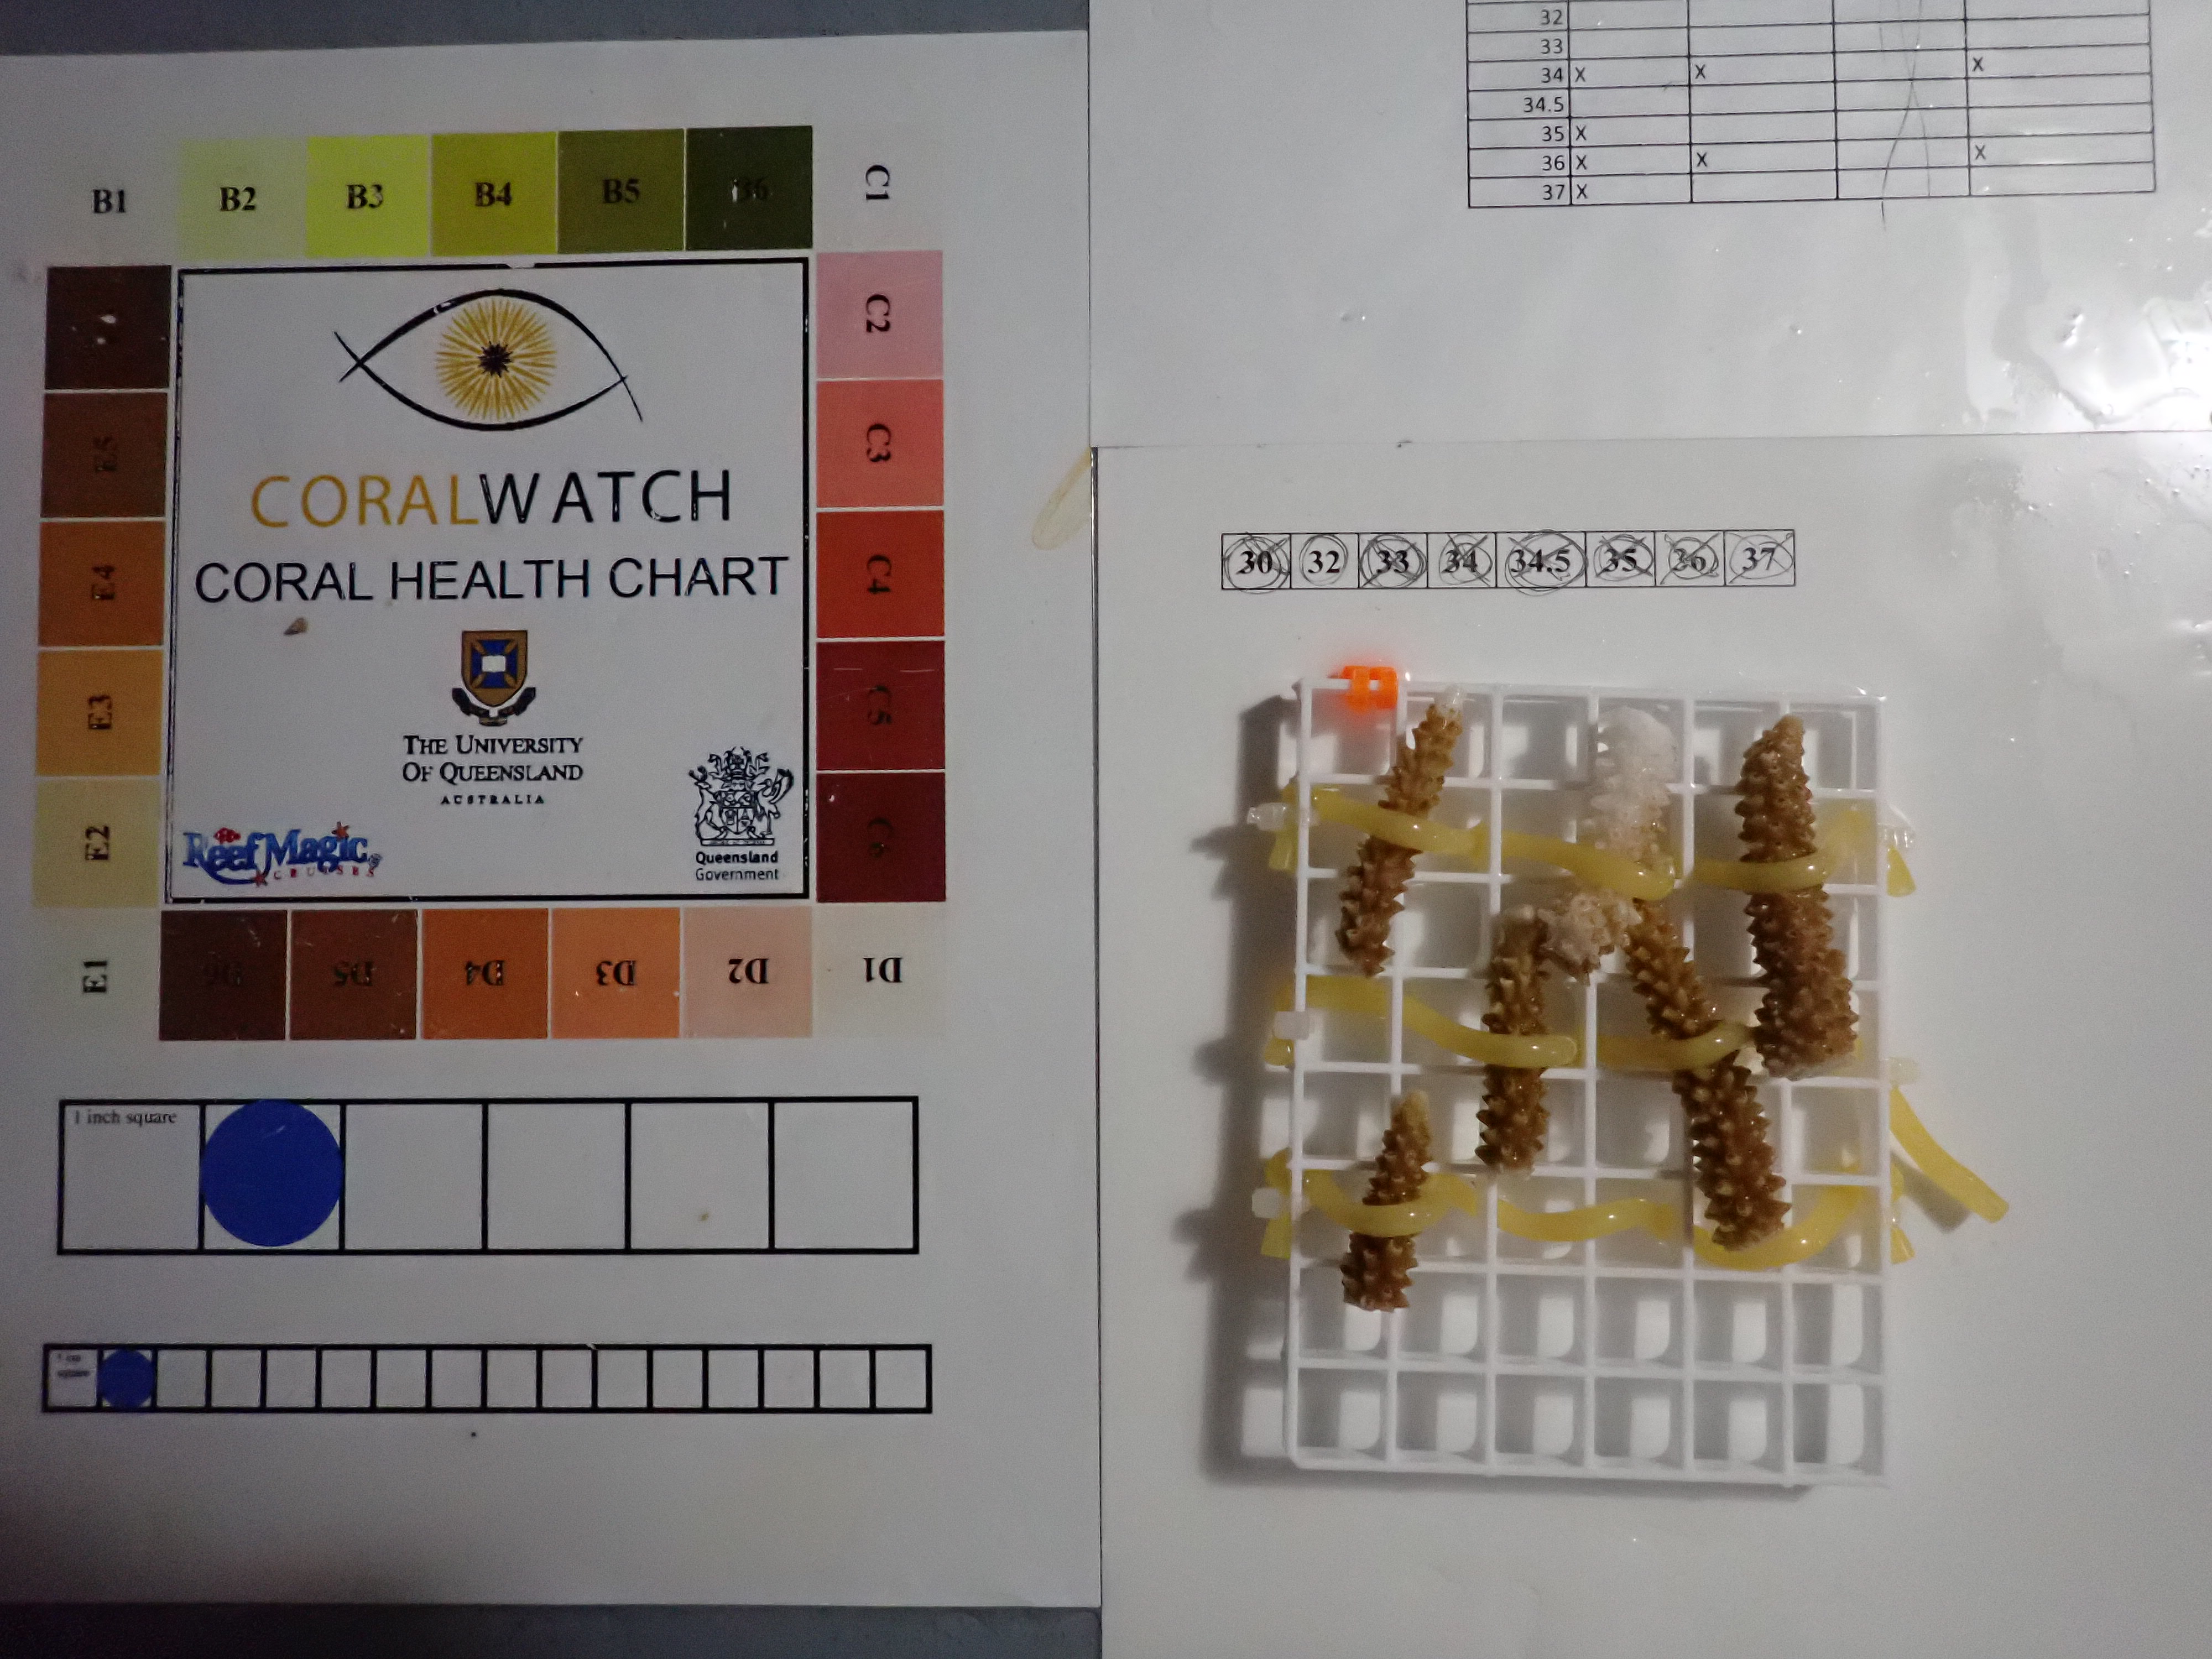 B1 B2 B3 B4 B5 B6 C1
C2
E5
C3
CORALWATCH
E4
CORAL HEALTH CHART
C4
E3
C5
THE UNIVERSITY
OF QUEENSLAND
AUSTRALIA
E2
C6
ReefMagic
CRUISES
Queensland
Government
E1 D6 D5 D4 D3 D2 D1
1 inch square
1 cm
square
32
33
34 X X X
34.5
35 X
36 X X X
37 X
30 32 33 34 34.5 35 36 37